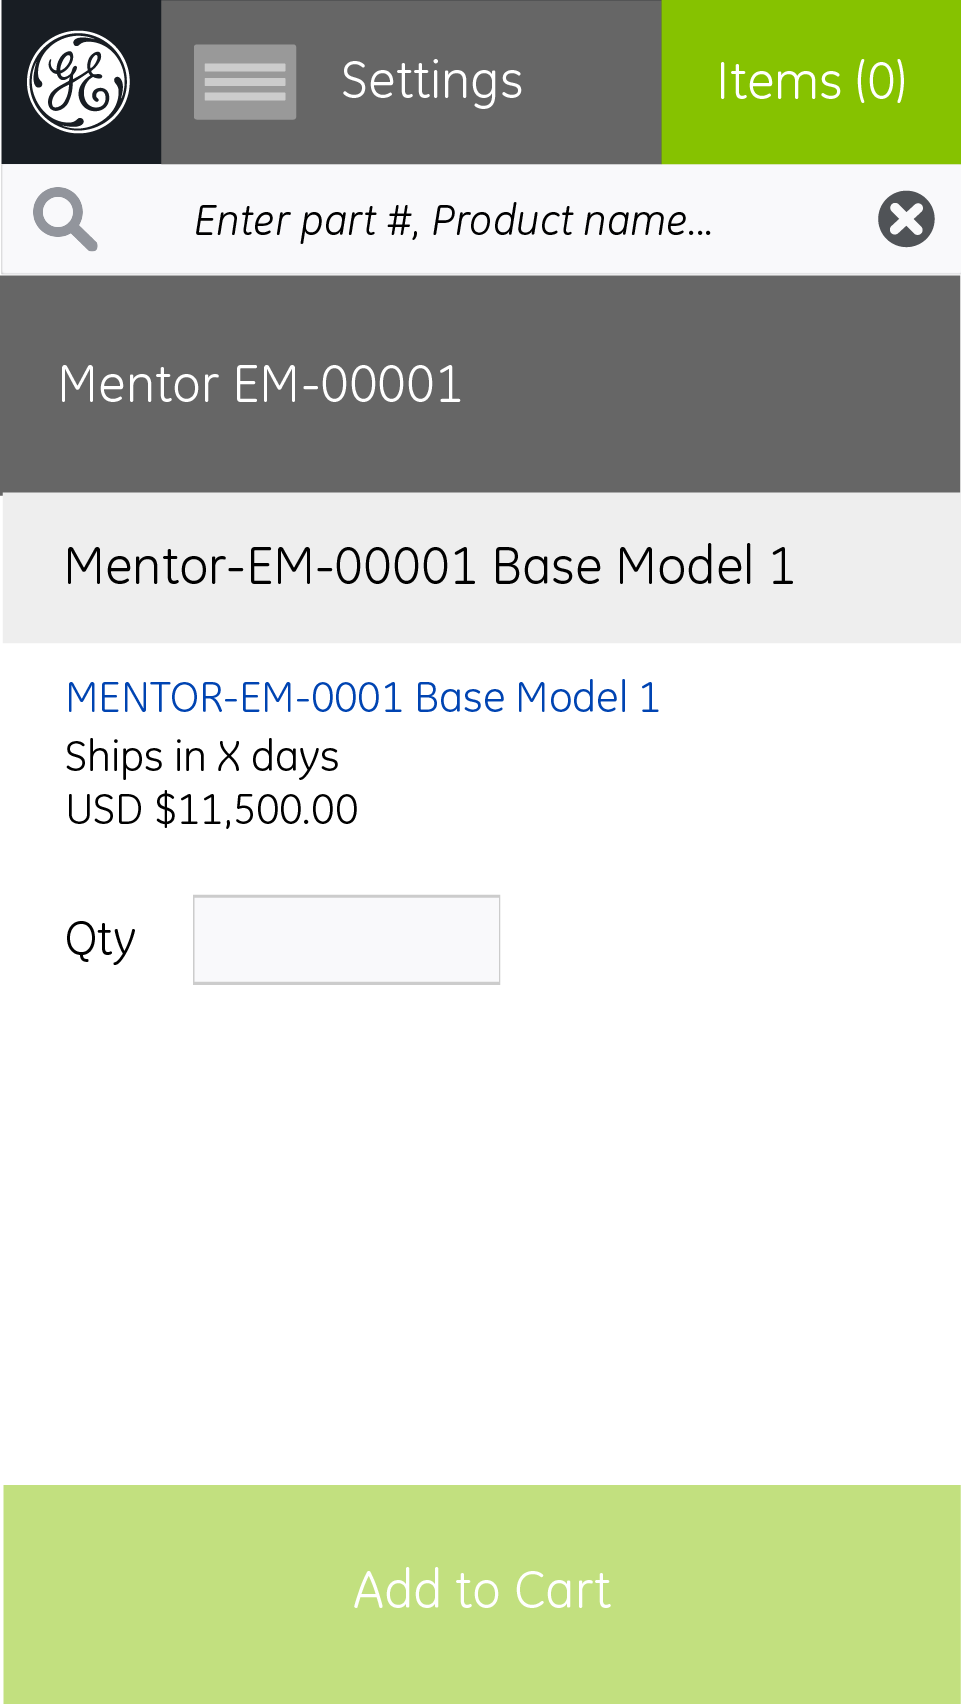 GE
Settings
Items (0)
Enter part #, Product name...
Mentor EM-00001
Mentor-EM-00001 Base Model 1
MENTOR-EM-0001 Base Model 1
Ships in X days
USD $11,500.00
Qty
Add to Cart